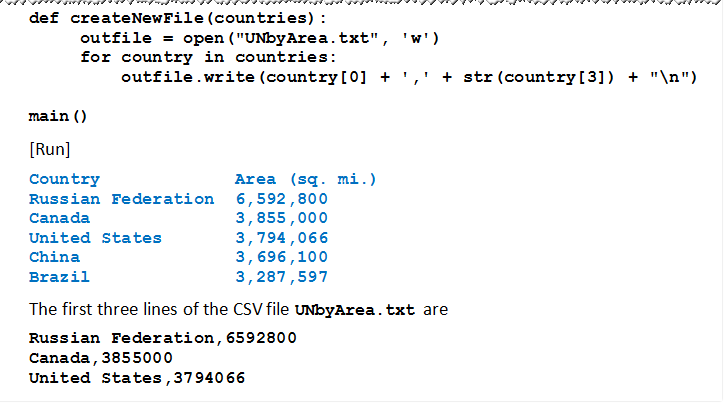 def createNewFile(countries):
outfile = open("UNbyArea.txt", 'w')
for country in countries:
outfile.write(country[0] + ',' + str(country[3]) + "\n")
main()
[Run]
Country Area (sq. mi.)
Russian Federation 6,592,800
Canada 3,855,000
United States 3,794,066
China 3,696,100
Brazil 3,287,597
The first three lines of the CSV file UNbyArea.txt are
Russian Federation,6592800
Canada,3855000
United States,3794066